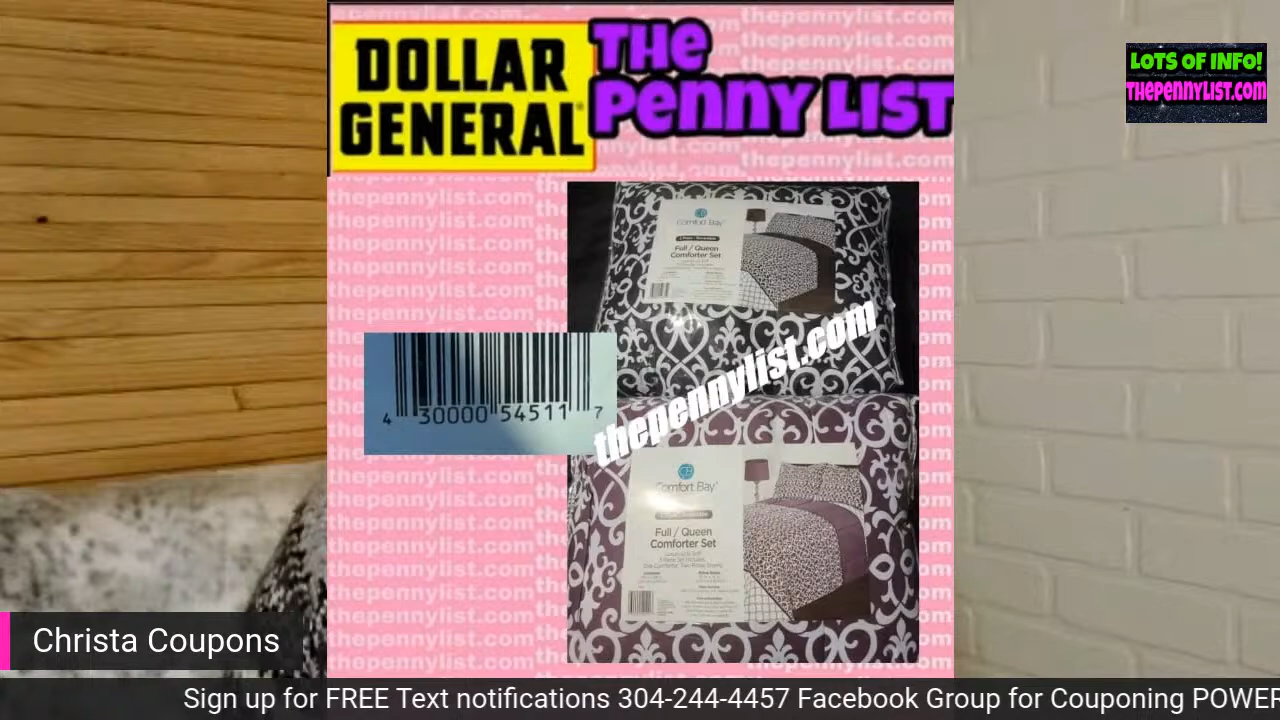 DOLLAR
GENERAL®
THE
PENNY LIST
LOTS OF INFO!
THEPENNYLIST.COM
Comfort Bay
Full / Queen
Comforter Set
thepennylist.com
4 30000 54511 7
Comfort Bay
Full / Queen
Comforter Set
Christa Coupons
Sign up for FREE Text notifications 304-244-4457 Facebook Group for Couponing POWER